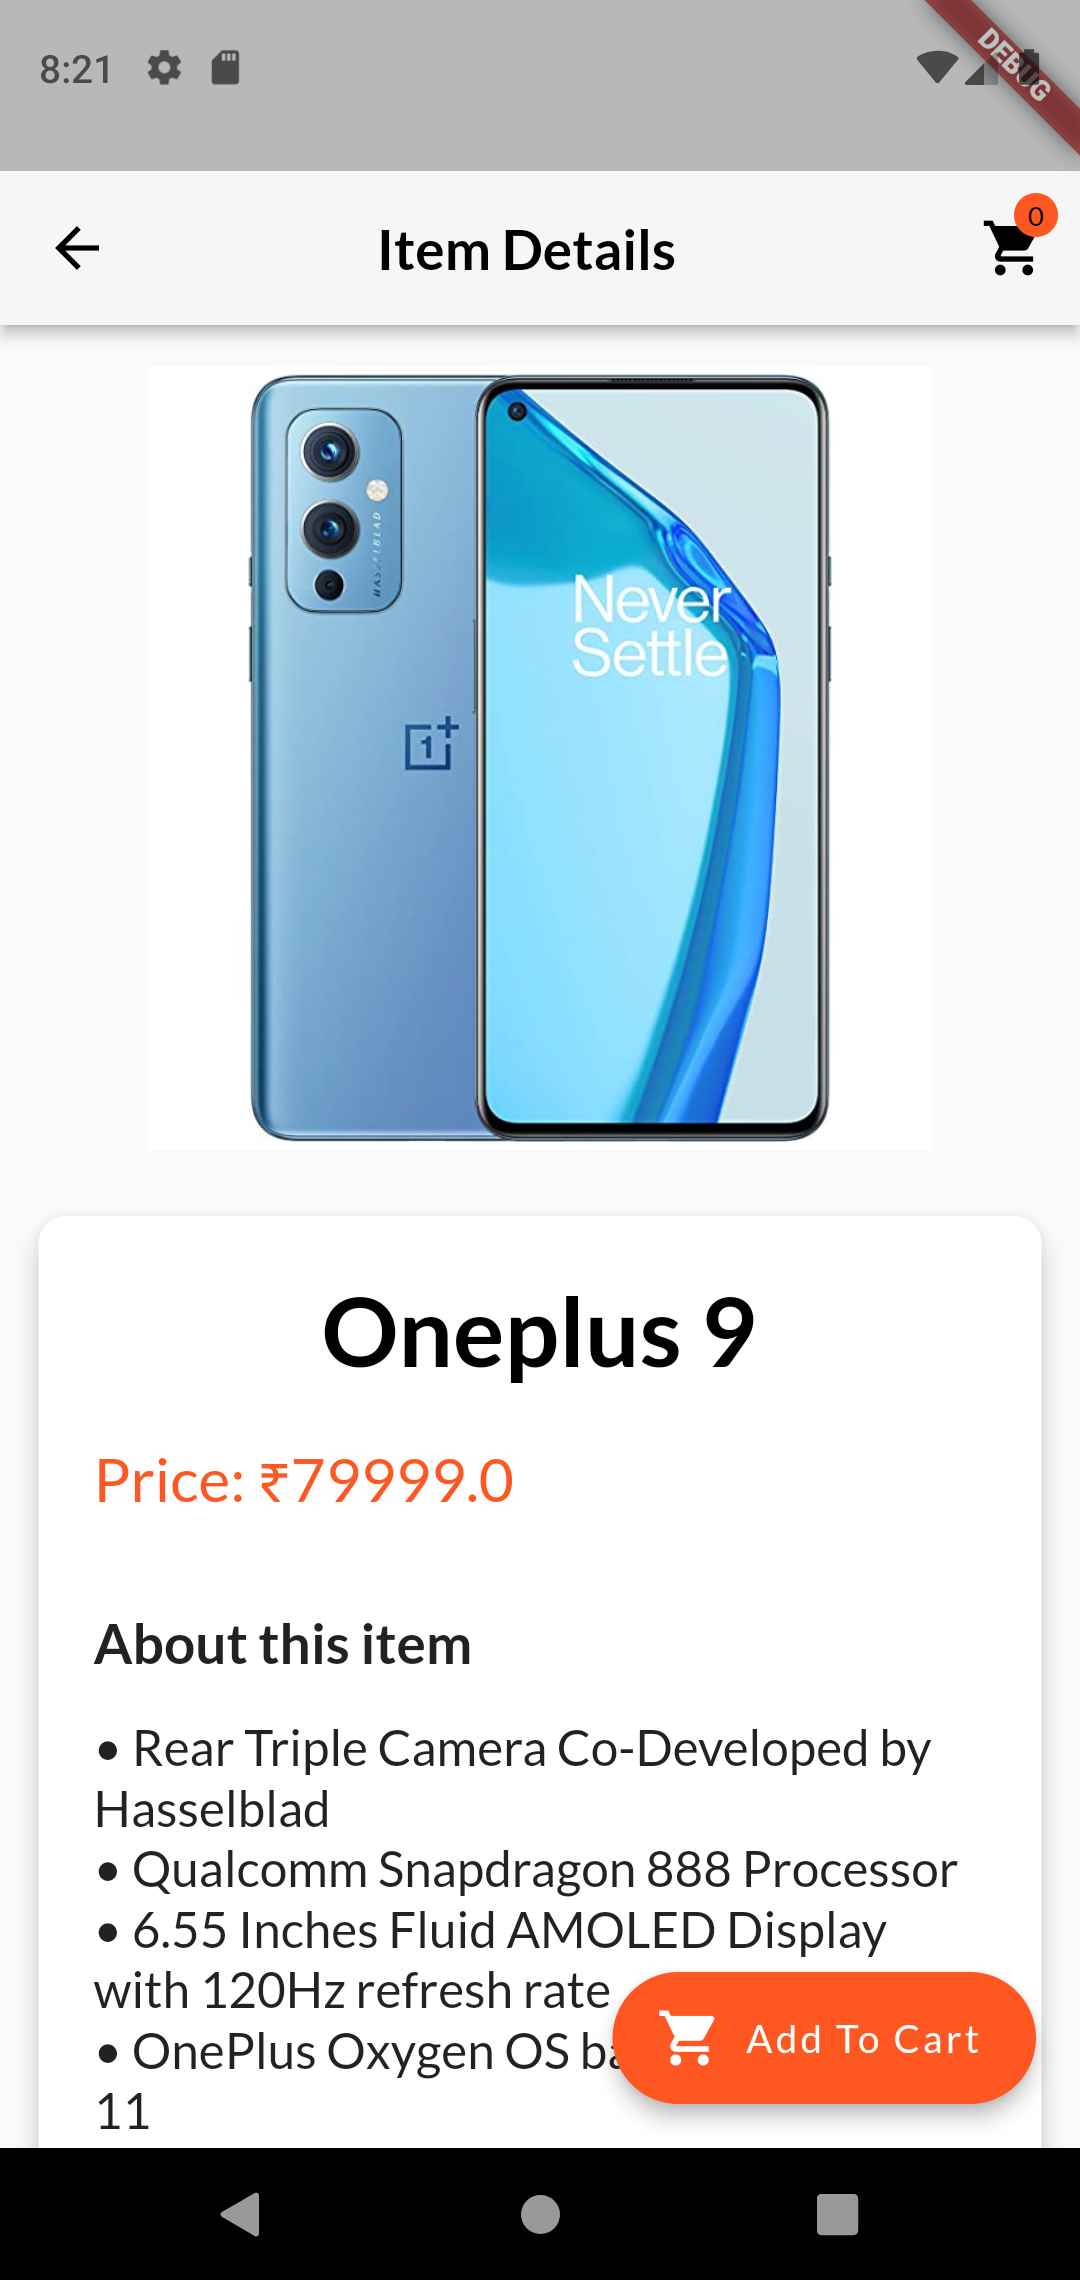 8:21
DEBUG
Item Details
0
HASSELBLAD
Never
Settle
1+
Oneplus 9
Price: ₹79999.0
About this item
• Rear Triple Camera Co-Developed by
Hasselblad
• Qualcomm Snapdragon 888 Processor
• 6.55 Inches Fluid AMOLED Display
with 120Hz refresh rate
• OnePlus Oxygen OS
11
Add To Cart